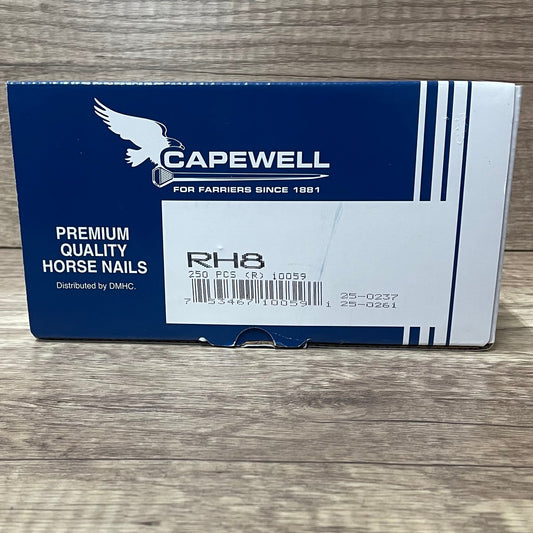 CAPEWELL
FOR FARRIERS SINCE 1881
PREMIUM
QUALITY
HORSE NAILS
Distributed by DMHC.
RH8
250 PCS (R) 10059
7 53467 10059 1
25-0237
25-0261